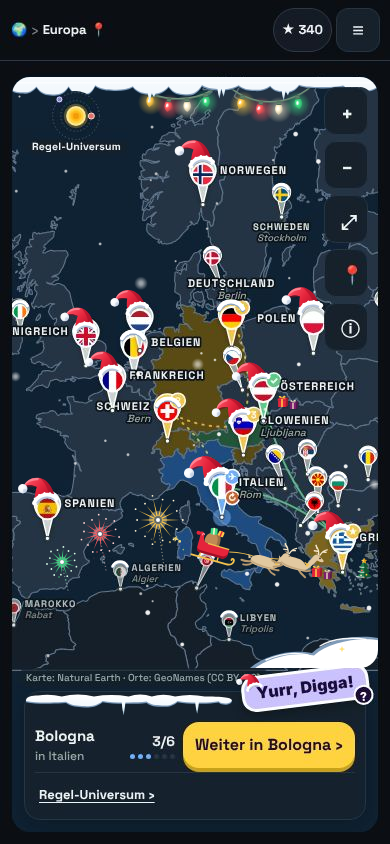 > Europa
★ 340
Regel-Universum
NORWEGEN
SCHWEDEN
Stockholm
DEUTSCHLAND
Berlin
POLEN
NIGREICH
BELGIEN
FRANKREICH
ÖSTERREICH
SCHWEIZ
Bern
SLOWENIEN
Ljubljana
ITALIEN
Rom
SPANIEN
GRI
ALGERIEN
Algier
MAROKKO
Rabat
LIBYEN
Tripolis
Karte: Natural Earth · Orte: GeoNames (CC BY
Yurr, Digga!
?
Bologna
in Italien
3/6
Weiter in Bologna >
Regel-Universum >